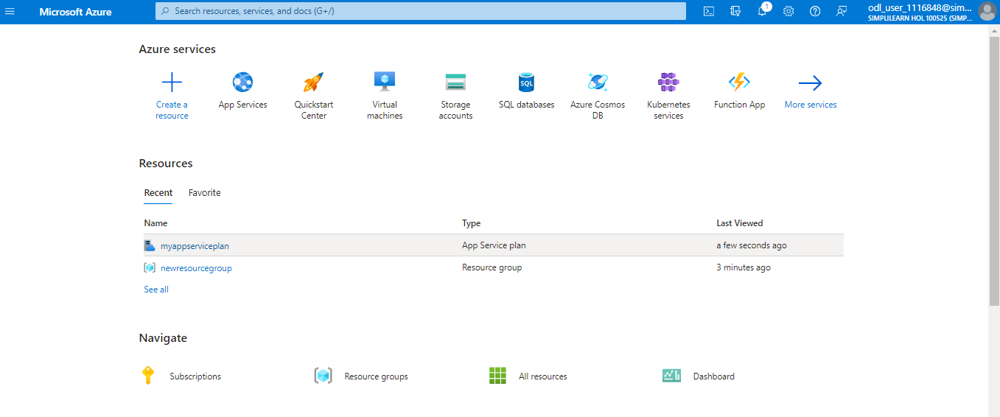 Microsoft Azure
Search resources, services, and docs (G+/)
1
odl_user_1116848@sim...
SIMPLILEARN HOL 100525 (SIMP...
Azure services
Create a
resource
App Services
Quickstart
Center
Virtual
machines
Storage
accounts
SQL
SQL databases
Azure Cosmos
DB
Kubernetes
services
Function App
More services
Resources
Recent Favorite
Name Type Last Viewed
myappserviceplan App Service plan a few seconds ago
newresourcegroup Resource group 3 minutes ago
See all
Navigate
Subscriptions Resource groups All resources Dashboard